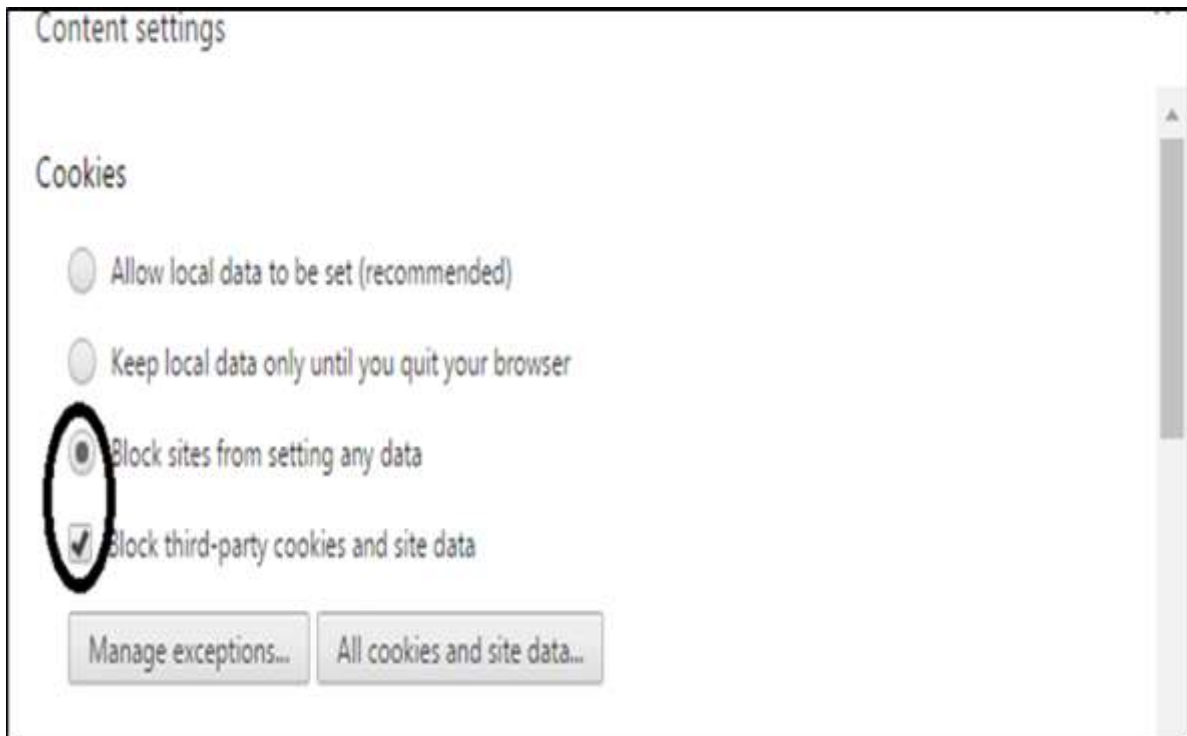 Content settings
Cookies
Allow local data to be set (recommended)
Keep local data only until you quit your browser
Block sites from setting any data
Block third-party cookies and site data
Manage exceptions... All cookies and site data...